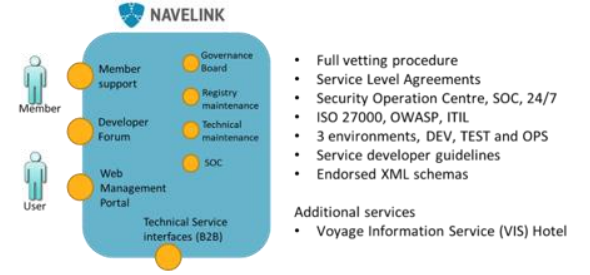 NAVELINK
Member
User
Member
support
Developer
Forum
Web
Management
Portal
Governance
Board
Registry
maintenance
Technical
maintenance
SOC
Technical Service
interfaces (B2B)
• Full vetting procedure
• Service Level Agreements
• Security Operation Centre, SOC, 24/7
• ISO 27000, OWASP, ITIL
• 3 environments, DEV, TEST and OPS
• Service developer guidelines
• Endorsed XML schemas
Additional services
• Voyage Information Service (VIS) Hotel